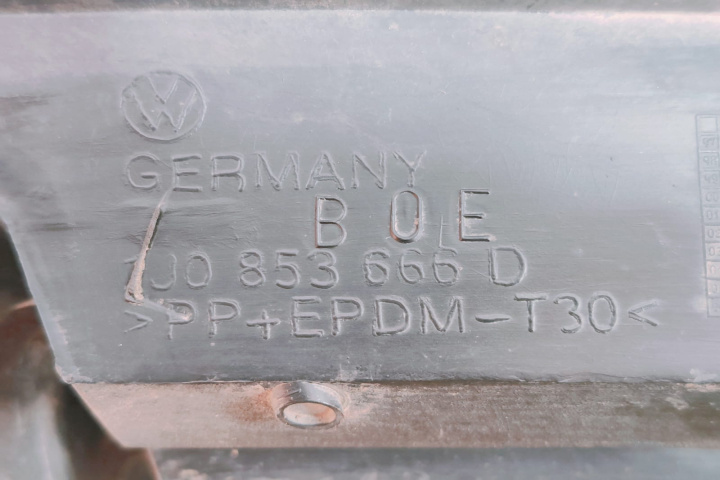 GERMANY
B 0 E
1J0 853 666 D
>PP+EPDM-T30<